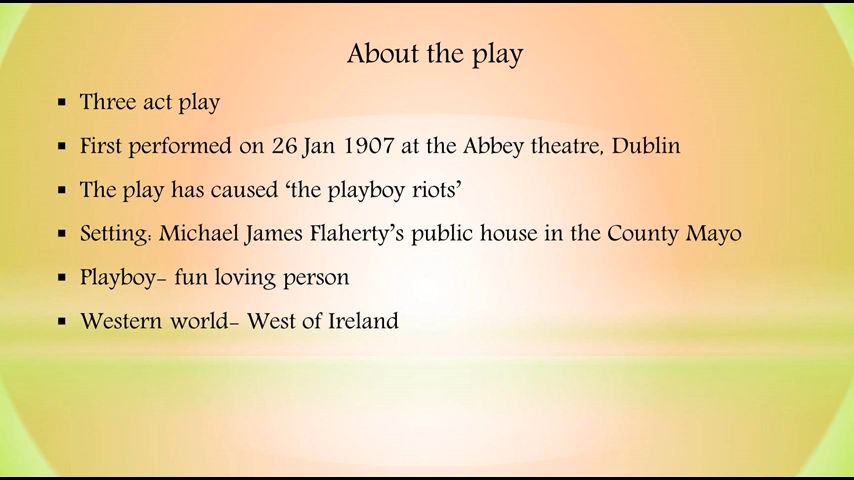 About the play
▪ Three act play
▪ First performed on 26 Jan 1907 at the Abbey theatre, Dublin
▪ The play has caused ‘the playboy riots’
▪ Setting: Michael James Flaherty’s public house in the County Mayo
▪ Playboy- fun loving person
▪ Western world- West of Ireland